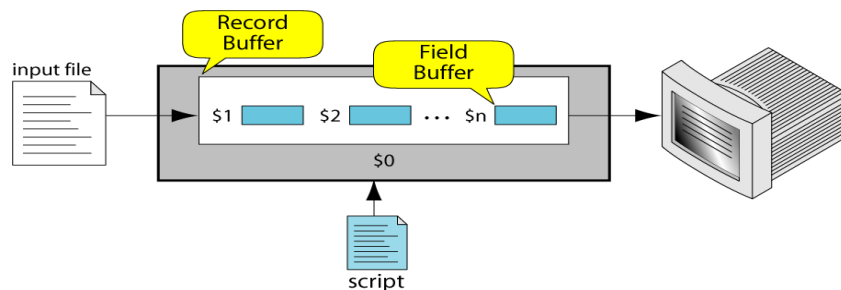 Record
Buffer
input file
Field
Buffer
$1 $2 ... $n
$0
script